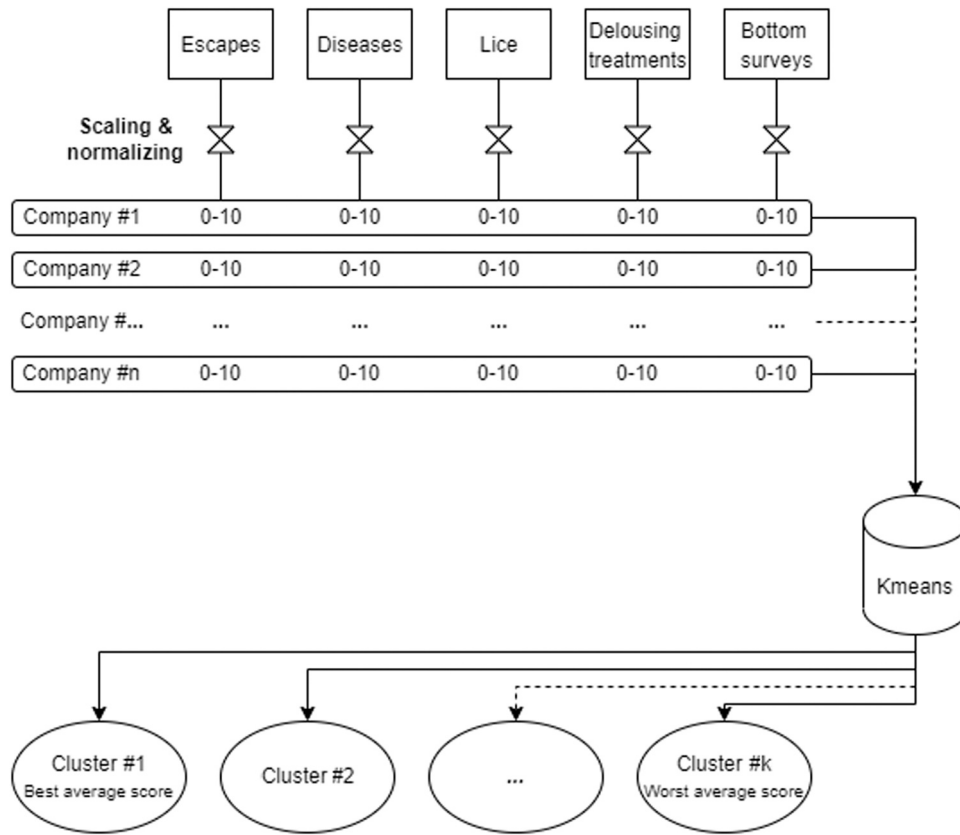 Escapes
Diseases
Lice
Delousing
treatments
Bottom
surveys
Scaling &
normalizing
Company #1 0-10 0-10 0-10 0-10 0-10
Company #2 0-10 0-10 0-10 0-10 0-10
Company #... ... ... ... ... ...
Company #n 0-10 0-10 0-10 0-10 0-10
Kmeans
Cluster #1
Best average score
Cluster #2
...
Cluster #k
Worst average score